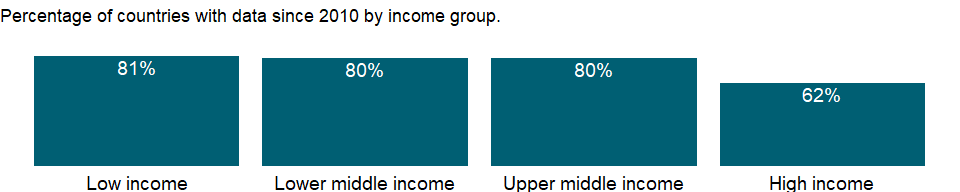 Percentage of countries with data since 2010 by income group.
81%
80%
80%
62%
Low income
Lower middle income
Upper middle income
High income